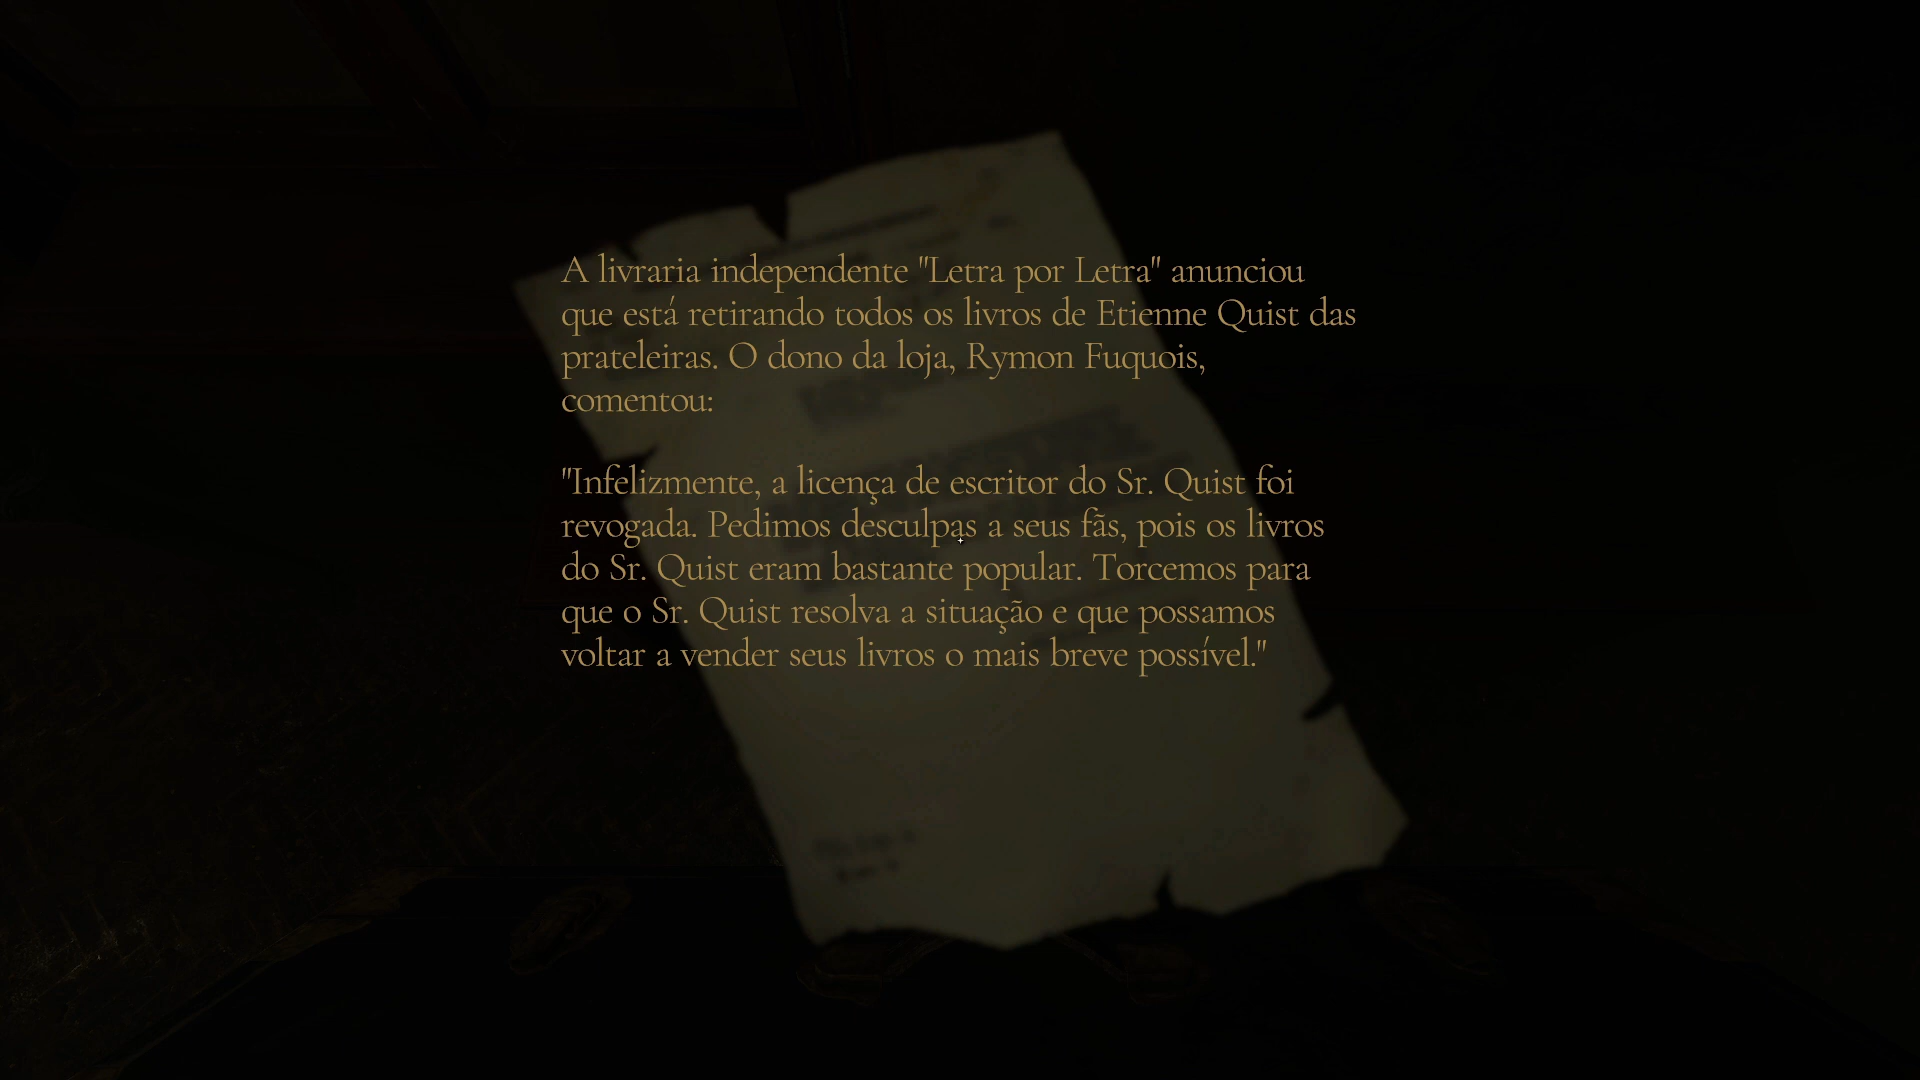 A livraria independente "Letra por Letra" anunciou
que está retirando todos os livros de Etienne Quist das
prateleiras. O dono da loja, Rymon Fuquois,
comentou:
"Infelizmente, a licença de escritor do Sr. Quist foi
revogada. Pedimos desculpas a seus fãs, pois os livros
do Sr. Quist eram bastante popular. Torcemos para
que o Sr. Quist resolva a situação e que possamos
voltar a vender seus livros o mais breve possível."